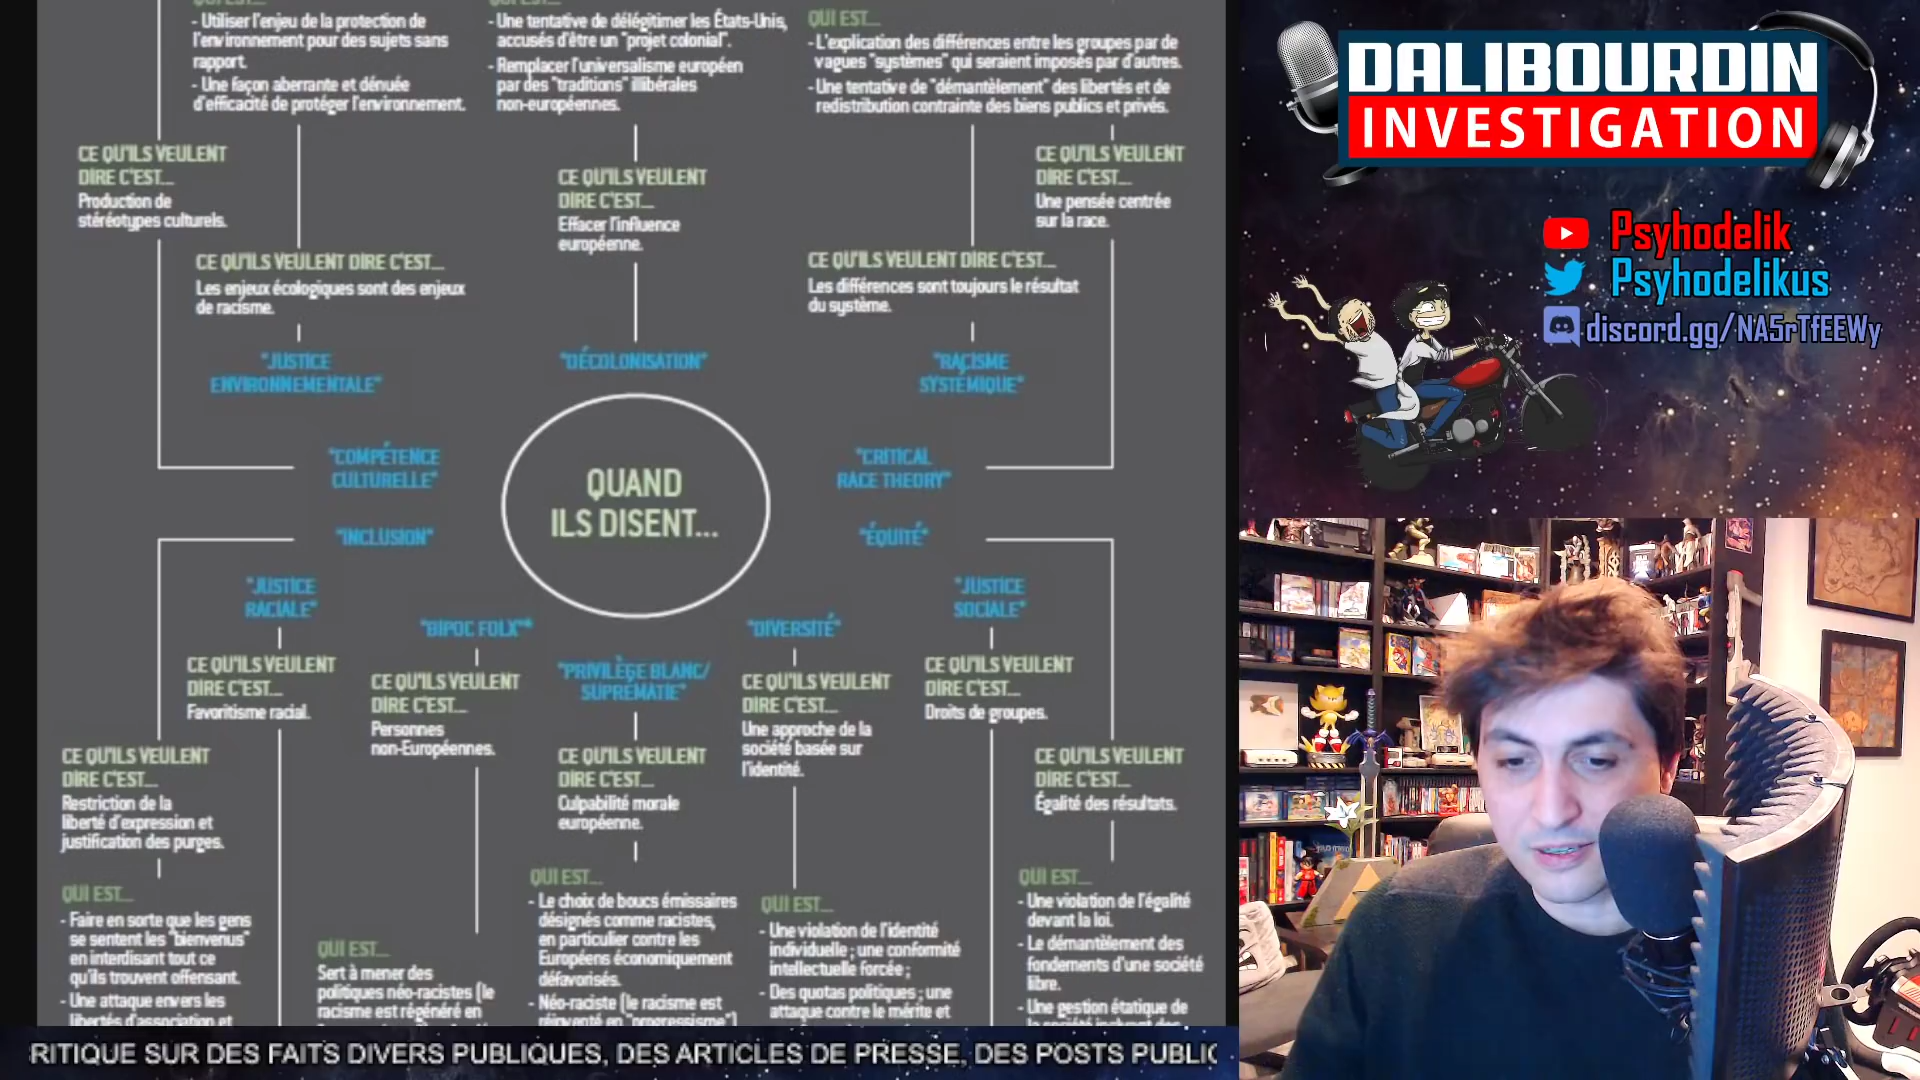 - Utiliser l'enjeu de la protection de
l'environnement pour des sujets sans
rapport.
- Une façon aberrante et dénuée
d'efficacité de protéger l'environnement.
- Une tentative de délégitimer les États-Unis,
accusés d'être un "projet colonial".
- Remplacer l'universalisme européen
par des "traditions" illibérales
non-européennes.
QUI EST...
- L'explication des différences entre les groupes par de
vagues "systèmes" qui seraient imposés par d'autres.
- Une tentative de "démantèlement" des libertés et de
redistribution contrainte des biens publics et privés.
CE QU'ILS VEULENT
DIRE C'EST...
Production de
stéréotypes culturels.
CE QU'ILS VEULENT DIRE C'EST...
Les enjeux écologiques sont des enjeux
de racisme.
CE QU'ILS VEULENT
DIRE C'EST...
Effacer l'influence
européenne.
CE QU'ILS VEULENT DIRE C'EST...
Les différences sont toujours le résultat
du système.
CE QU'ILS VEULENT
DIRE C'EST...
Une pensée centrée
sur la race.
"JUSTICE
ENVIRONNEMENTALE"
"DÉCOLONISATION"
"RACISME
SYSTÉMIQUE"
"COMPÉTENCE
CULTURELLE"
"CRITICAL
RACE THEORY"
QUAND
ILS DISENT...
"INCLUSION"
"ÉQUITÉ"
"JUSTICE
RACIALE"
"BIPOC FOLX"*
"PRIVILÈGE BLANC/
SUPRÉMATIE"
"DIVERSITÉ"
"JUSTICE
SOCIALE"
CE QU'ILS VEULENT
DIRE C'EST...
Favoritisme racial.
CE QU'ILS VEULENT
DIRE C'EST...
Personnes
non-Européennes.
CE QU'ILS VEULENT
DIRE C'EST...
Une approche de la
société basée sur
l'identité.
CE QU'ILS VEULENT
DIRE C'EST...
Droits de groupes.
CE QU'ILS VEULENT
DIRE C'EST...
Restriction de la
liberté d'expression et
justification des purges.
CE QU'ILS VEULENT
DIRE C'EST...
Culpabilité morale
européenne.
CE QU'ILS VEULENT
DIRE C'EST...
Égalité des résultats.
QUI EST...
- Faire en sorte que les gens
se sentent les "bienvenus"
en interdisant tout ce
qu'ils trouvent offensant.
- Une attaque envers les
libertés d'association et
QUI EST...
Sert à mener des
politiques néo-racistes (le
racisme est régénéré en
QUI EST...
- Le choix de boucs émissaires
désignés comme racistes,
en particulier contre les
Européens économiquement
défavorisés.
- Néo-raciste (le racisme est
réinventé en "progressisme")
QUI EST...
- Une violation de l'identité
individuelle ; une conformité
intellectuelle forcée ;
- Des quotas politiques ; une
attaque contre le mérite et
QUI EST...
- Une violation de l'égalité
devant la loi.
- Le démantèlement des
fondements d'une société
libre.
- Une gestion étatique de
RITIQUE SUR DES FAITS DIVERS PUBLIQUES, DES ARTICLES DE PRESSE, DES POSTS PUBLIC
DALIBOURDIN
INVESTIGATION
Psyhodelik
Psyhodelikus
discord.gg/NA5rTfEEWy